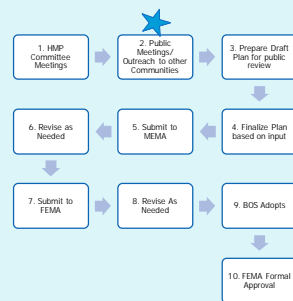 1. HMP
Committee
Meetings
2. Public
Meetings/
Outreach to other
Communities
3. Prepare Draft
Plan for public
review
4. Finalize Plan
based on input
5. Submit to
MEMA
6. Revise as
Needed
7. Submit to
FEMA
8. Revise As
Needed
9. BOS Adopts
10. FEMA Formal
Approval